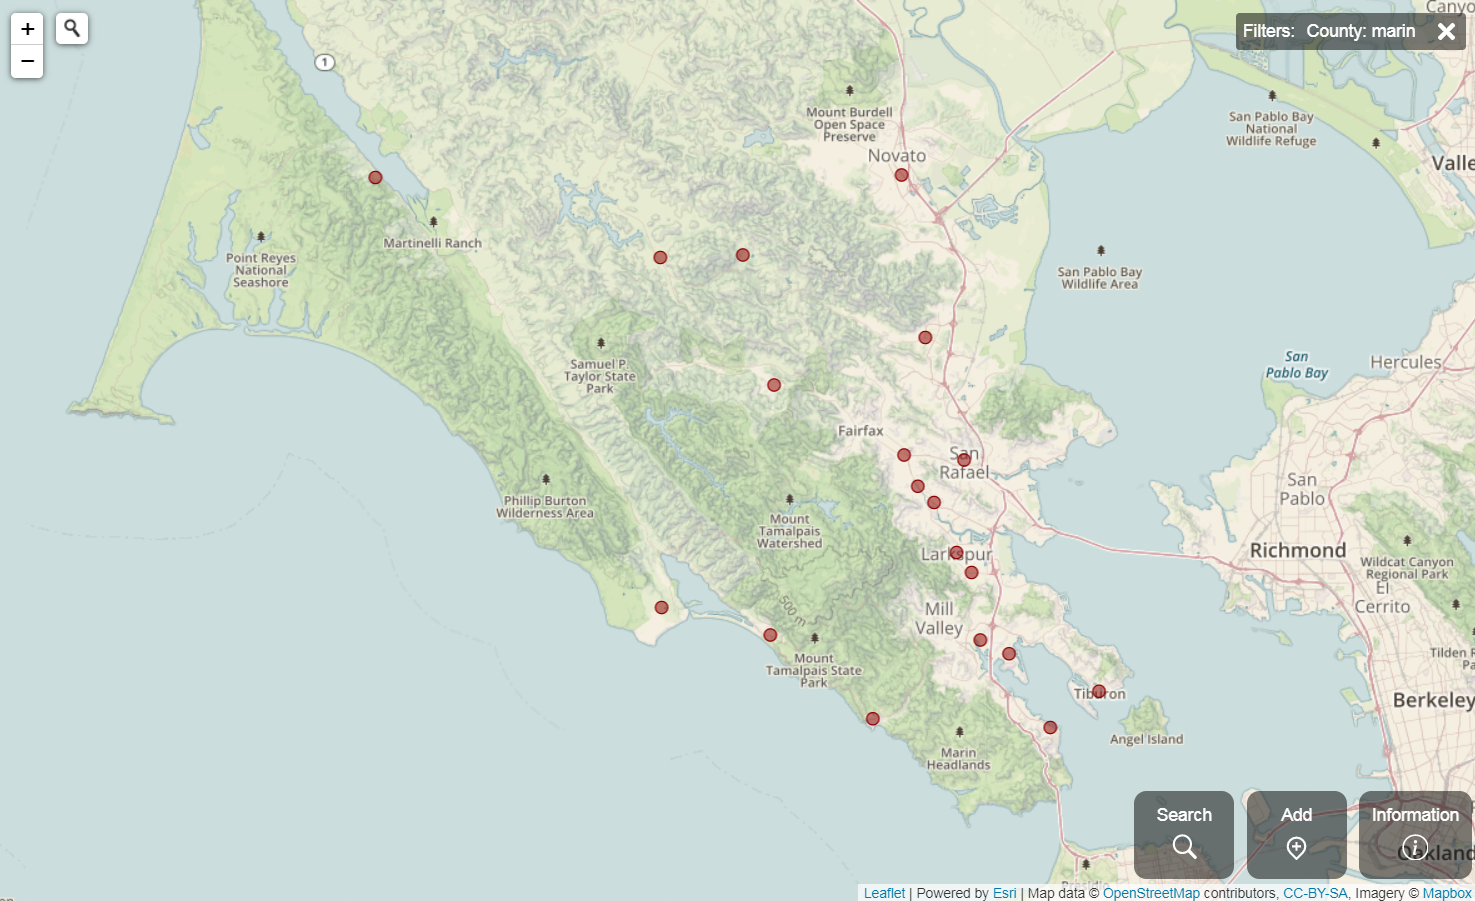 +
−
1
Filters: County: marin ✕
Canyo
Mount Burdell
Open Space
Preserve
Novato
San Pablo Bay
National
Wildlife Refuge
Valle
Martinelli Ranch
Point Reyes
National
Seashore
San Pablo Bay
Wildlife Area
Samuel P.
Taylor State
Park
San
Pablo Bay
Hercules
Fairfax
San
Rafael
San
Pablo
Phillip Burton
Wilderness Area
Mount
Tamalpais
Watershed
Larkspur
Richmond
Wildcat Canyon
Regional Park
El
Cerrito
500 m
Mill
Valley
Mount
Tamalpais State
Park
Tilden R
Pa
Tiburon
Berkeley
Angel Island
Marin
Headlands
Search
Add
Information
Oakland
Presidio
Leaflet | Powered by Esri | Map data © OpenStreetMap contributors, CC-BY-SA, Imagery © Mapbox